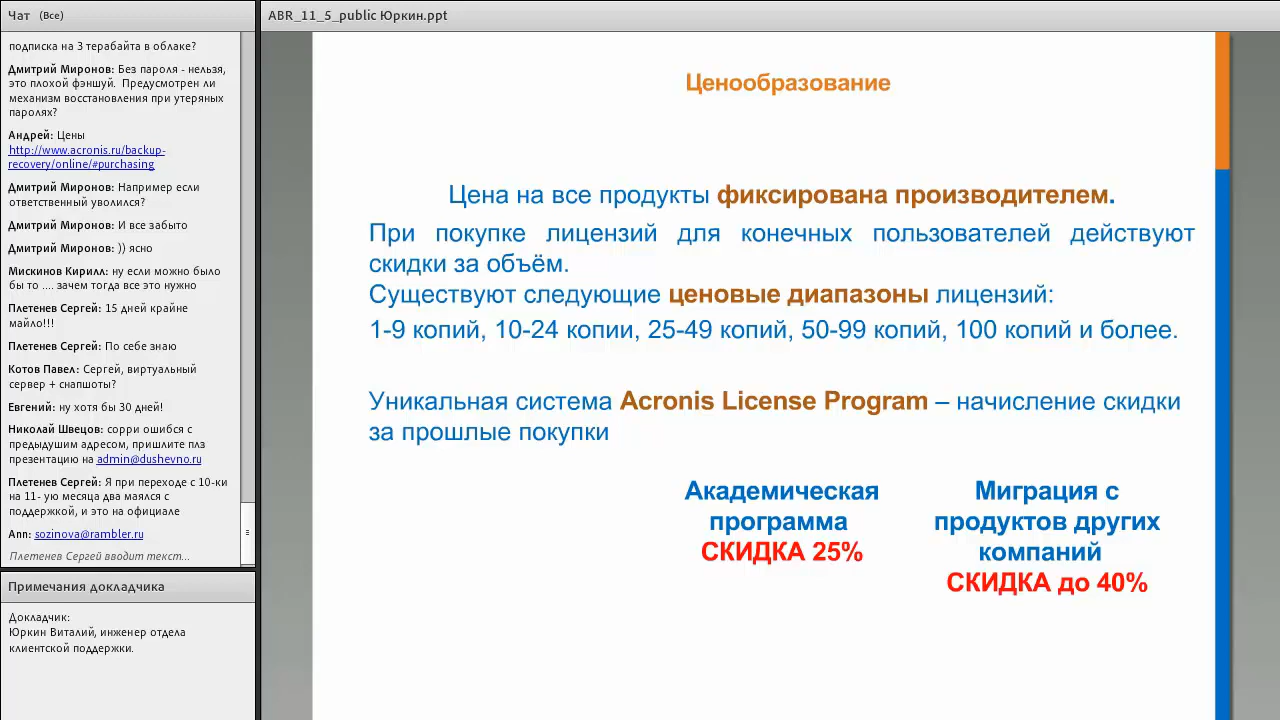 Чат (Все)
подписка на 3 терабайта в облаке?
Дмитрий Миронов: Без пароля - нельзя,
это плохой фэншуй. Предусмотрен ли
механизм восстановления при утеряных
паролях?
Андрей: Цены
http://www.acronis.ru/backup-
recovery/online/#purchasing
Дмитрий Миронов: Например если
ответственный уволился?
Дмитрий Миронов: И все забыто
Дмитрий Миронов: )) ясно
Мискинов Кирилл: ну если можно было
бы то .... зачем тогда все это нужно
Плетенев Сергей: 15 дней крайне
майло!!!
Плетенев Сергей: По себе знаю
Котов Павел: Сергей, виртуальный
сервер + снапшоты?
Евгений: ну хотя бы 30 дней!
Николай Швецов: сорри ошибся с
предыдушим адресом, пришлите плз
презентацию на admin@dushevno.ru
Плетенев Сергей: Я при переходе с 10-ки
на 11- ую месяца два маялся с
поддержкой, и это на официале
Ann: sozinova@rambler.ru
Плетенев Сергей вводит текст...
Примечания докладчика
Докладчик:
Юркин Виталий, инженер отдела
клиентской поддержки.
ABR_11_5_public Юркин.ppt
Ценообразование
Цена на все продукты фиксирована производителем.
При покупке лицензий для конечных пользователей действуют
скидки за объём.
Существуют следующие ценовые диапазоны лицензий:
1-9 копий, 10-24 копии, 25-49 копий, 50-99 копий, 100 копий и более.
Уникальная система Acronis License Program – начисление скидки
за прошлые покупки
Академическая
программа
СКИДКА 25%
Миграция с
продуктов других
компаний
СКИДКА до 40%